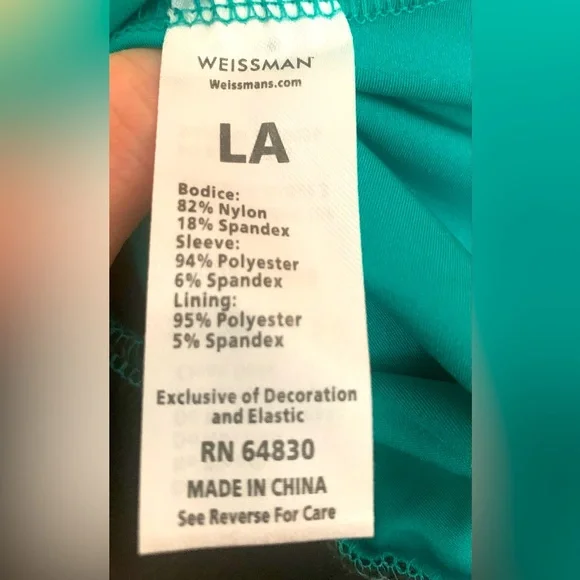 WEISSMAN
Weissmans.com
LA
Bodice:
82% Nylon
18% Spandex
Sleeve:
94% Polyester
6% Spandex
Lining:
95% Polyester
5% Spandex
Exclusive of Decoration
and Elastic
RN 64830
MADE IN CHINA
See Reverse For Care